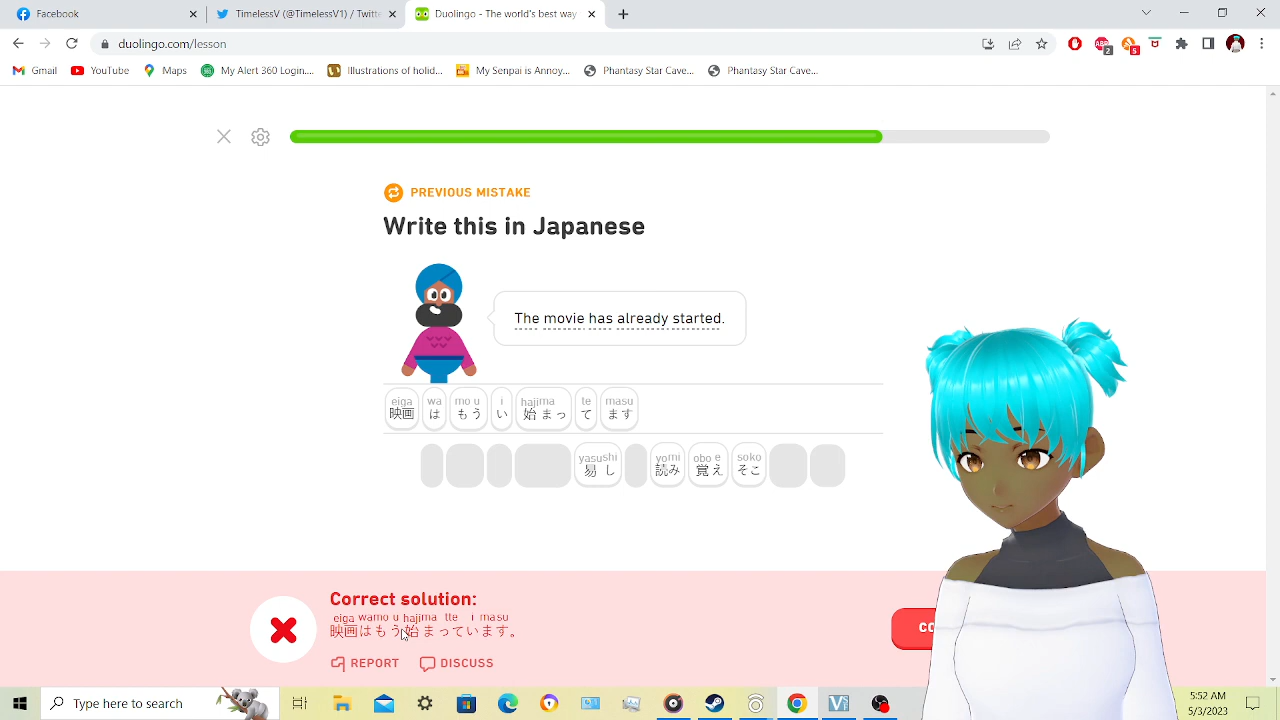 Facebook
TimelessV (@TimelessV1) / Twitte
Duolingo - The world's best way
duolingo.com/lesson
2
5
Gmail
YouTube
Maps
My Alert 360 Login...
Illustrations of holid...
My Senpai is Annoy...
Phantasy Star Cave...
Phantasy Star Cave...
PREVIOUS MISTAKE
Write this in Japanese
The movie has already started.
eiga wa mo u i hajima te masu
映画 は もう い 始まっ て ます
yasushi yomi obo e soko
易し 読み 覚え そこ
Correct solution:
eiga wamo u hajima tte i masu
映画はもう始まっています。
CO
REPORT
DISCUSS
Type here to search
5:52 AM
5/3/2023